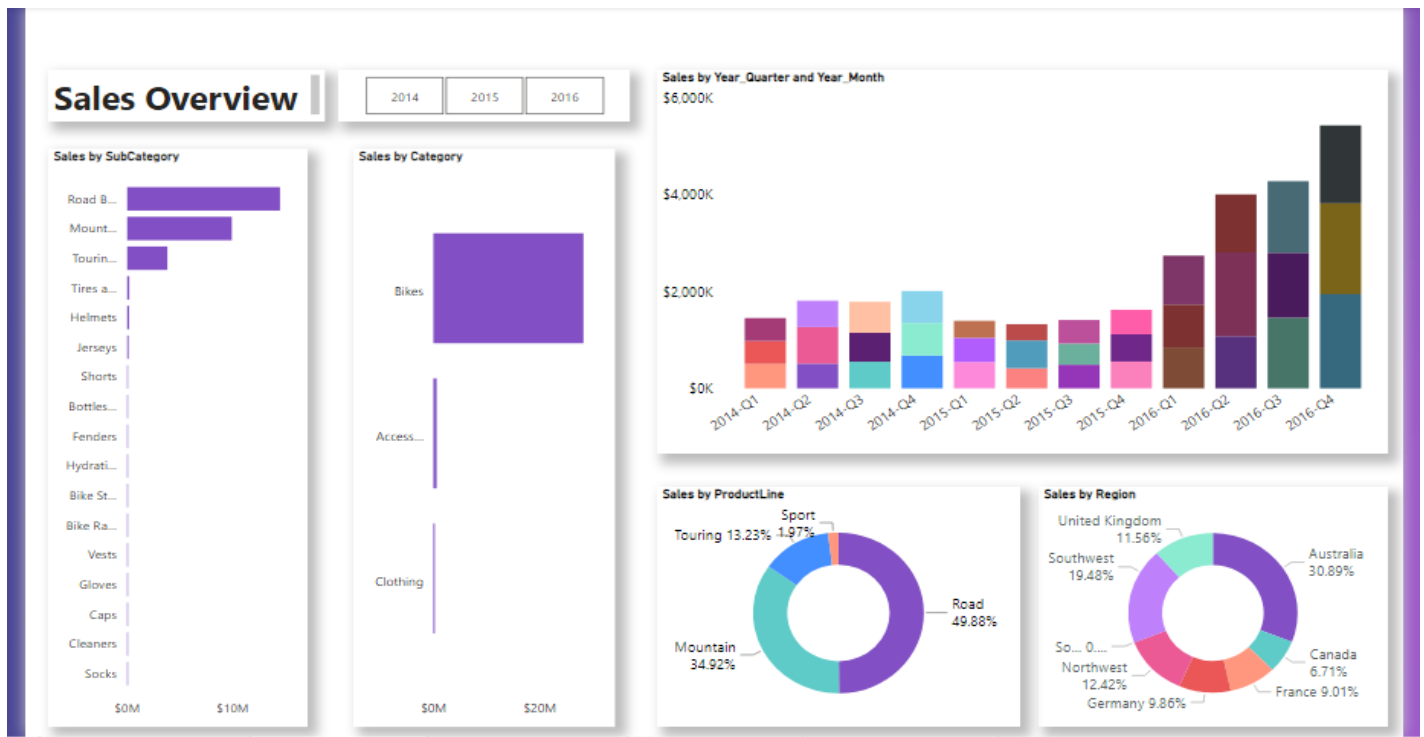 Sales Overview
2014
2015
2016
Sales by SubCategory
Road B...
Mount...
Tourin...
Tires a...
Helmets
Jerseys
Shorts
Bottles...
Fenders
Hydrati...
Bike St...
Bike Ra...
Vests
Gloves
Caps
Cleaners
Socks
$0M
$10M
Sales by Category
Bikes
Access...
Clothing
$0M
$20M
Sales by Year_Quarter and Year_Month
$6,000K
$4,000K
$2,000K
$0K
2014-Q1
2014-Q2
2014-Q3
2014-Q4
2015-Q1
2015-Q2
2015-Q3
2015-Q4
2016-Q1
2016-Q2
2016-Q3
2016-Q4
Sales by ProductLine
Sport
1.97%
Touring 13.23%
Road
49.88%
Mountain
34.92%
Sales by Region
United Kingdom
11.56%
Southwest
19.48%
So... 0....
Northwest
12.42%
Germany 9.86%
France 9.01%
Canada
6.71%
Australia
30.89%